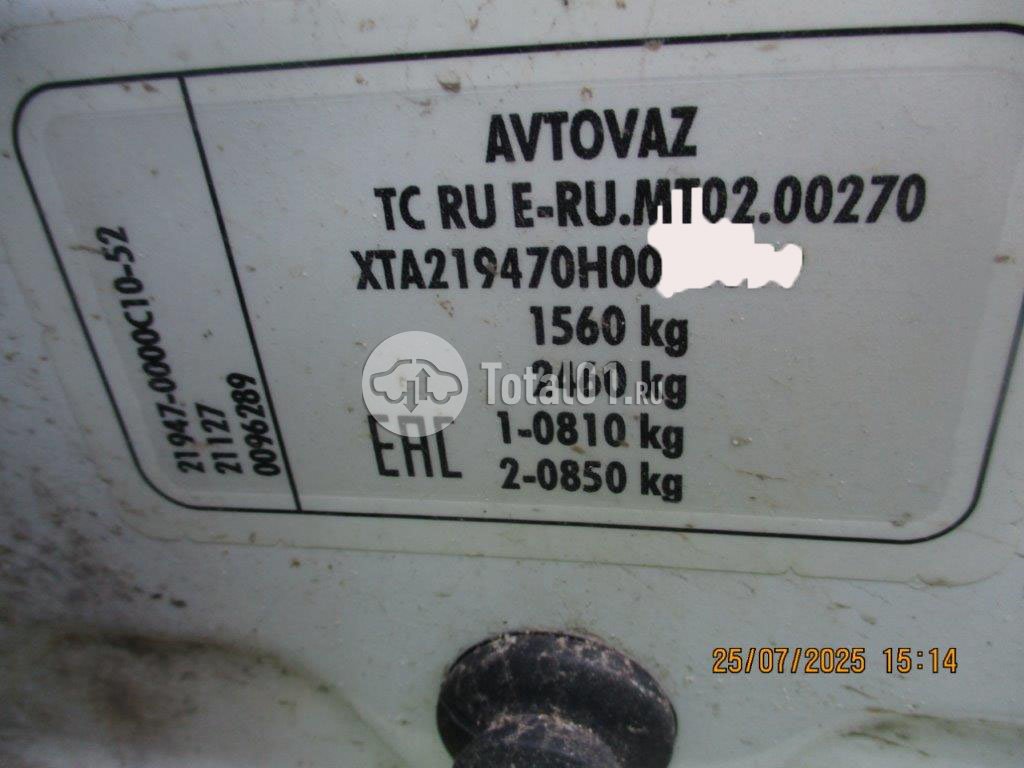 AVTOVAZ
TC RU E-RU.MT02.00270
XTA219470H00
1560 kg
2460 kg
1-0810 kg
2-0850 kg
EAC
21947-0000C10-52
21127
0096289
Total01.RU
25/07/2025 15:14